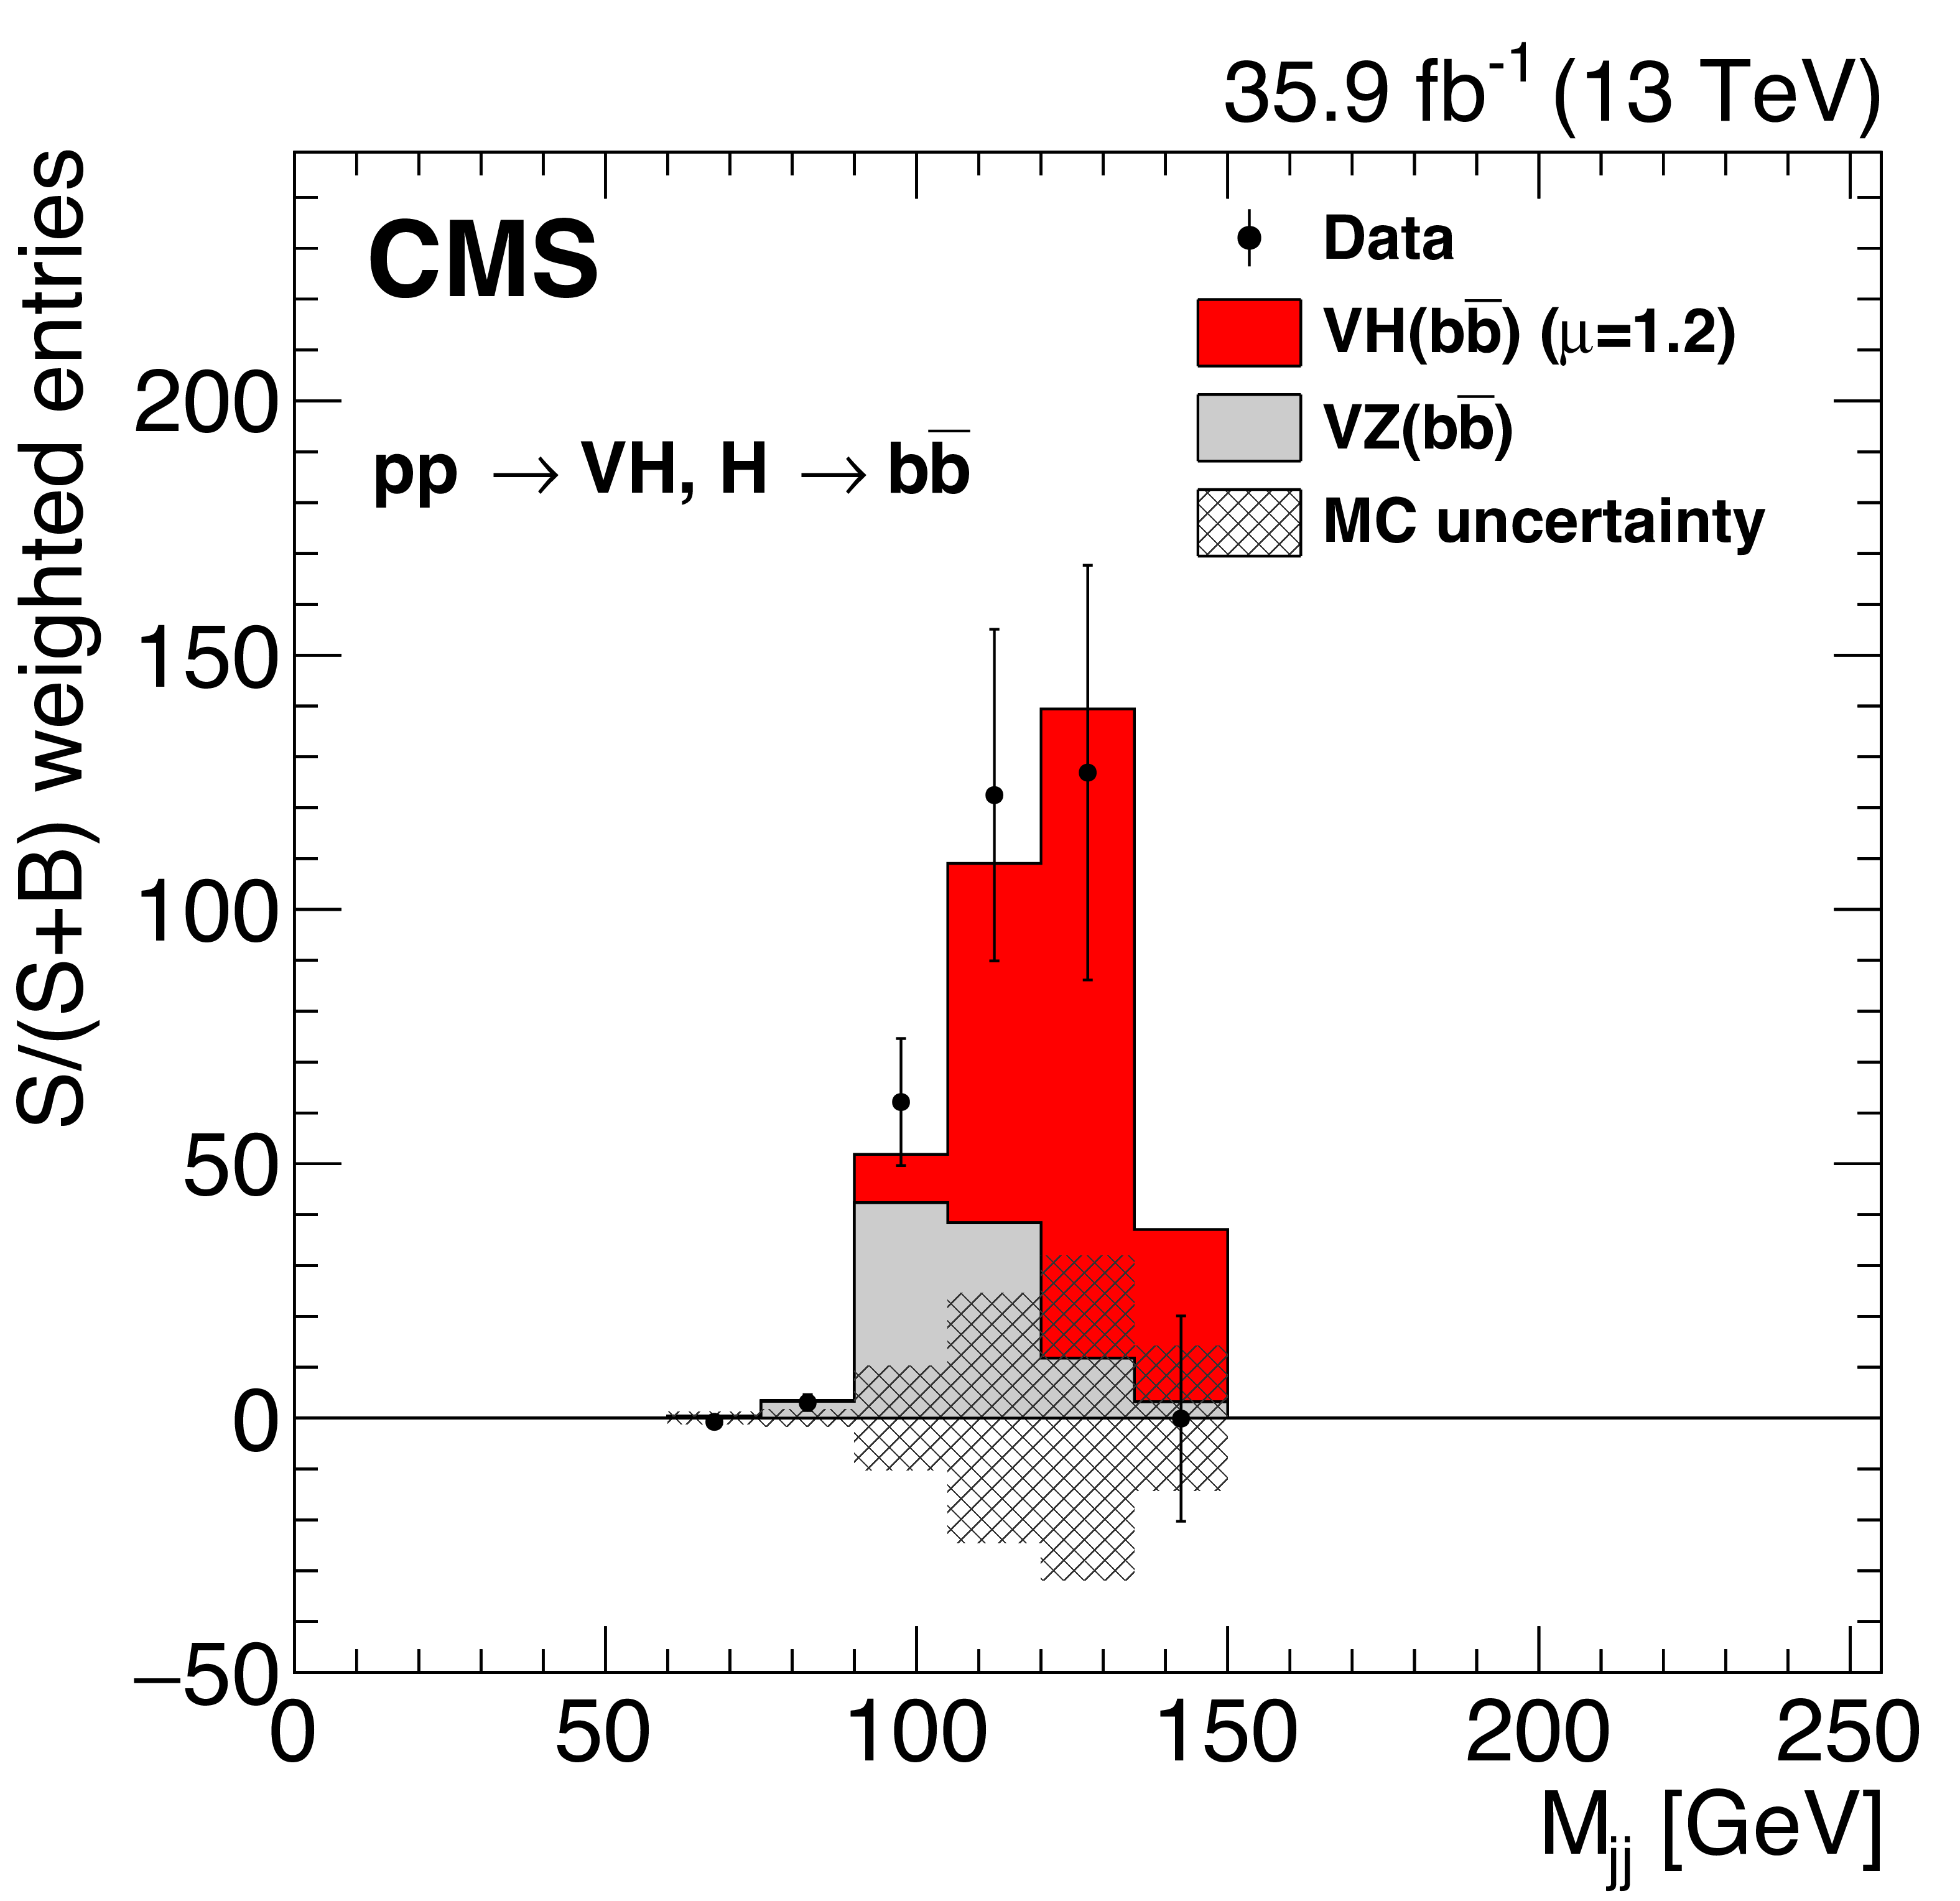 35.9 fb⁻¹ (13 TeV)
S/(S+B) weighted entries
CMS
pp → VH, H → bb̅
Data
VH(bb̅) (μ=1.2)
VZ(bb̅)
MC uncertainty
200
150
100
50
0
−50
0 50 100 150 200 250
M_jj [GeV]